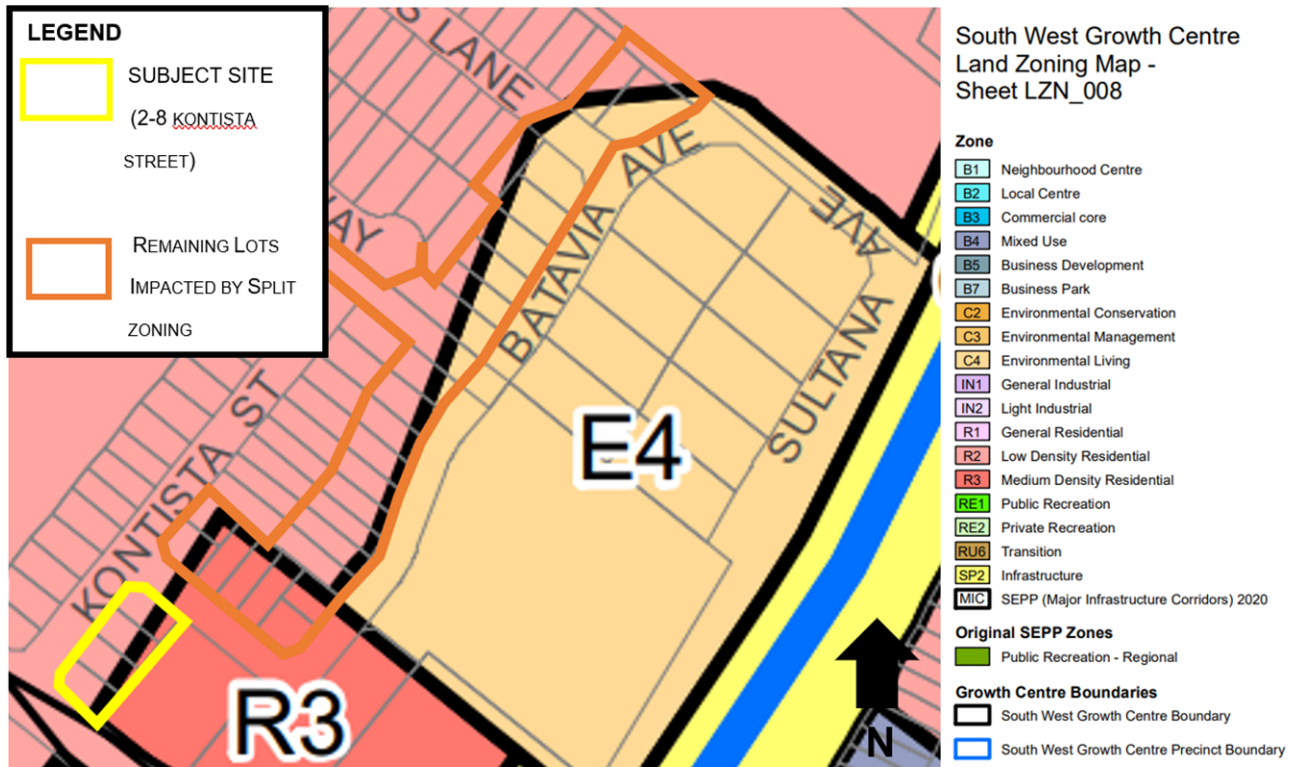 LEGEND
SUBJECT SITE
(2-8 KONTISTA
STREET)
REMAINING LOTS
IMPACTED BY SPLIT
ZONING
S LANE
AY
KONTISTA ST
BATAVIA AVE
SULTANA AVE
E4
R3
N
South West Growth Centre
Land Zoning Map -
Sheet LZN_008
Zone
B1 Neighbourhood Centre
B2 Local Centre
B3 Commercial core
B4 Mixed Use
B5 Business Development
B7 Business Park
C2 Environmental Conservation
C3 Environmental Management
C4 Environmental Living
IN1 General Industrial
IN2 Light Industrial
R1 General Residential
R2 Low Density Residential
R3 Medium Density Residential
RE1 Public Recreation
RE2 Private Recreation
RU6 Transition
SP2 Infrastructure
MIC SEPP (Major Infrastructure Corridors) 2020
Original SEPP Zones
Public Recreation - Regional
Growth Centre Boundaries
South West Growth Centre Boundary
South West Growth Centre Precinct Boundary